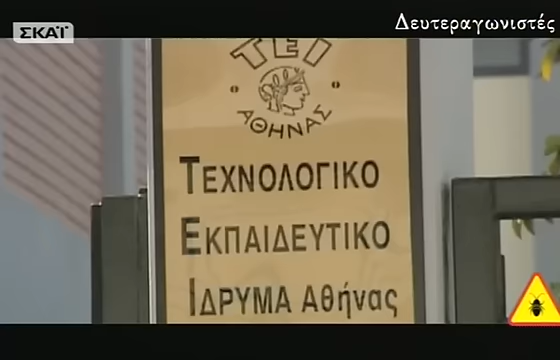 ΣΚΑΪ
Δευτεραγωνιστές
ΤΕΙ
ΑΘΗΝΑΣ
ΤΕΧΝΟΛΟΓΙΚΟ
ΕΚΠΑΙΔΕΥΤΙΚΟ
ΙΔΡΥΜΑ Αθήνας